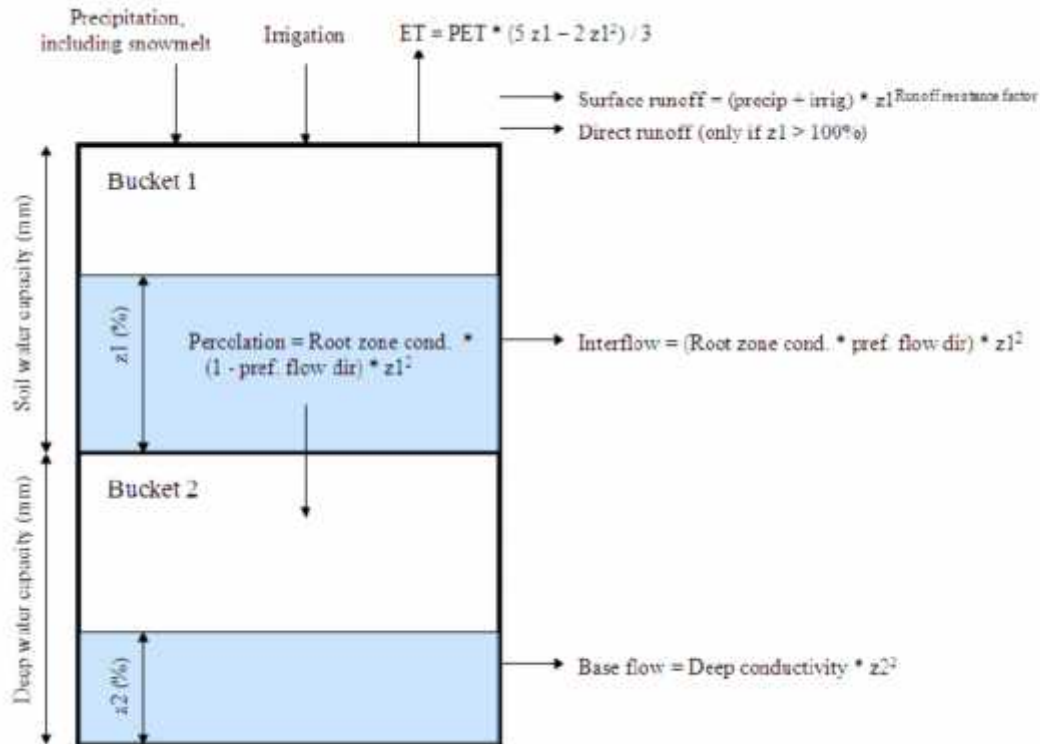 Precipitation,
including snowmelt
Irrigation
ET = PET * (5 z1 – 2 z1²) / 3
Surface runoff = (precip + irrig) * z1^Runoff resistance factor
Direct runoff (only if z1 > 100%)
Bucket 1
Soil water capacity (mm)
z1 (%)
Percolation = Root zone cond. *
(1 - pref. flow dir) * z1²
Interflow = (Root zone cond. * pref. flow dir) * z1²
Bucket 2
Deep water capacity (mm)
z2 (%)
Base flow = Deep conductivity * z2²